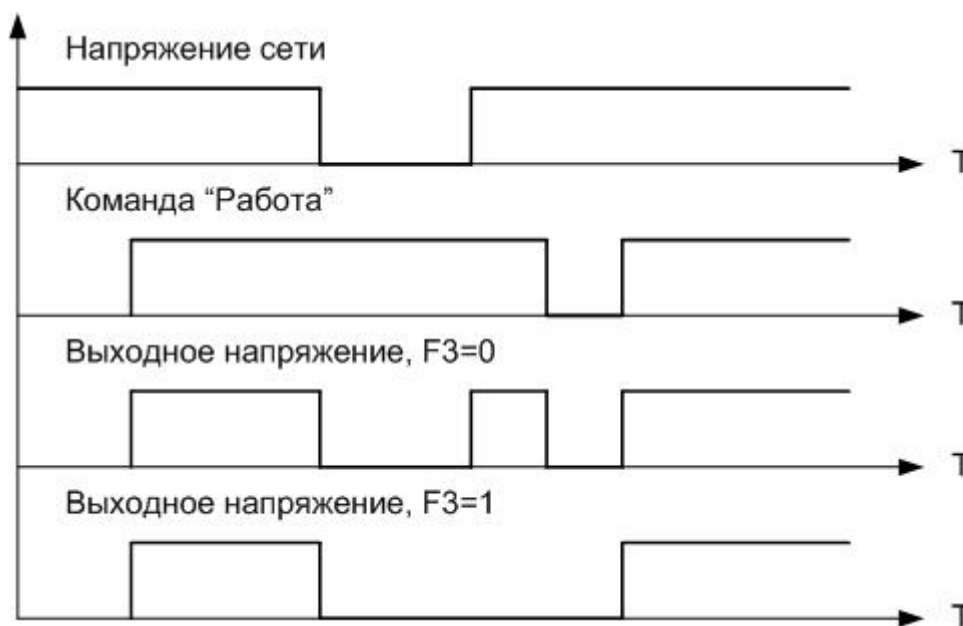 Напряжение сети
T
Команда “Работа”
T
Выходное напряжение, F3=0
T
Выходное напряжение, F3=1
T